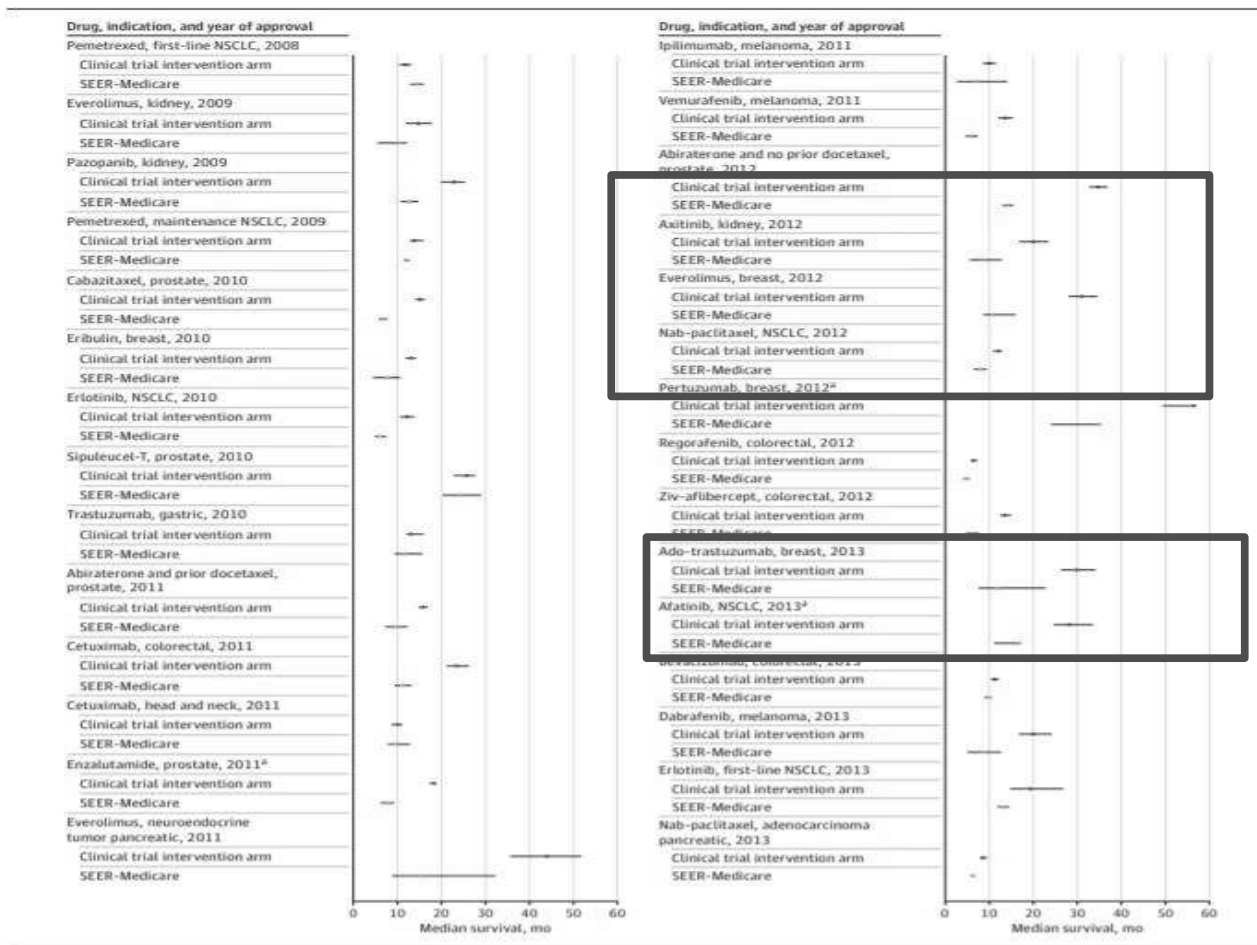 Drug, indication, and year of approval
Pemetrexed, first-line NSCLC, 2008
Clinical trial intervention arm
SEER-Medicare
Everolimus, kidney, 2009
Clinical trial intervention arm
SEER-Medicare
Pazopanib, kidney, 2009
Clinical trial intervention arm
SEER-Medicare
Pemetrexed, maintenance NSCLC, 2009
Clinical trial intervention arm
SEER-Medicare
Cabazitaxel, prostate, 2010
Clinical trial intervention arm
SEER-Medicare
Eribulin, breast, 2010
Clinical trial intervention arm
SEER-Medicare
Erlotinib, NSCLC, 2010
Clinical trial intervention arm
SEER-Medicare
Sipuleucel-T, prostate, 2010
Clinical trial intervention arm
SEER-Medicare
Trastuzumab, gastric, 2010
Clinical trial intervention arm
SEER-Medicare
Abiraterone and prior docetaxel,
prostate, 2011
Clinical trial intervention arm
SEER-Medicare
Cetuximab, colorectal, 2011
Clinical trial intervention arm
SEER-Medicare
Cetuximab, head and neck, 2011
Clinical trial intervention arm
SEER-Medicare
Enzalutamide, prostate, 2011a
Clinical trial intervention arm
SEER-Medicare
Everolimus, neuroendocrine
tumor pancreatic, 2011
Clinical trial intervention arm
SEER-Medicare
0 10 20 30 40 50 60
Median survival, mo
Drug, indication, and year of approval
Ipilimumab, melanoma, 2011
Clinical trial intervention arm
SEER-Medicare
Vemurafenib, melanoma, 2011
Clinical trial intervention arm
SEER-Medicare
Abiraterone and no prior docetaxel,
prostate, 2012
Clinical trial intervention arm
SEER-Medicare
Axitinib, kidney, 2012
Clinical trial intervention arm
SEER-Medicare
Everolimus, breast, 2012
Clinical trial intervention arm
SEER-Medicare
Nab-paclitaxel, NSCLC, 2012
Clinical trial intervention arm
SEER-Medicare
Pertuzumab, breast, 2012a
Clinical trial intervention arm
SEER-Medicare
Regorafenib, colorectal, 2012
Clinical trial intervention arm
SEER-Medicare
Ziv-aflibercept, colorectal, 2012
Clinical trial intervention arm
SEER-Medicare
Ado-trastuzumab, breast, 2013
Clinical trial intervention arm
SEER-Medicare
Afatinib, NSCLC, 2013a
Clinical trial intervention arm
SEER-Medicare
Bevacizumab, colorectal, 2013
Clinical trial intervention arm
SEER-Medicare
Dabrafenib, melanoma, 2013
Clinical trial intervention arm
SEER-Medicare
Erlotinib, first-line NSCLC, 2013
Clinical trial intervention arm
SEER-Medicare
Nab-paclitaxel, adenocarcinoma
pancreatic, 2013
Clinical trial intervention arm
SEER-Medicare
0 10 20 30 40 50 60
Median survival, mo